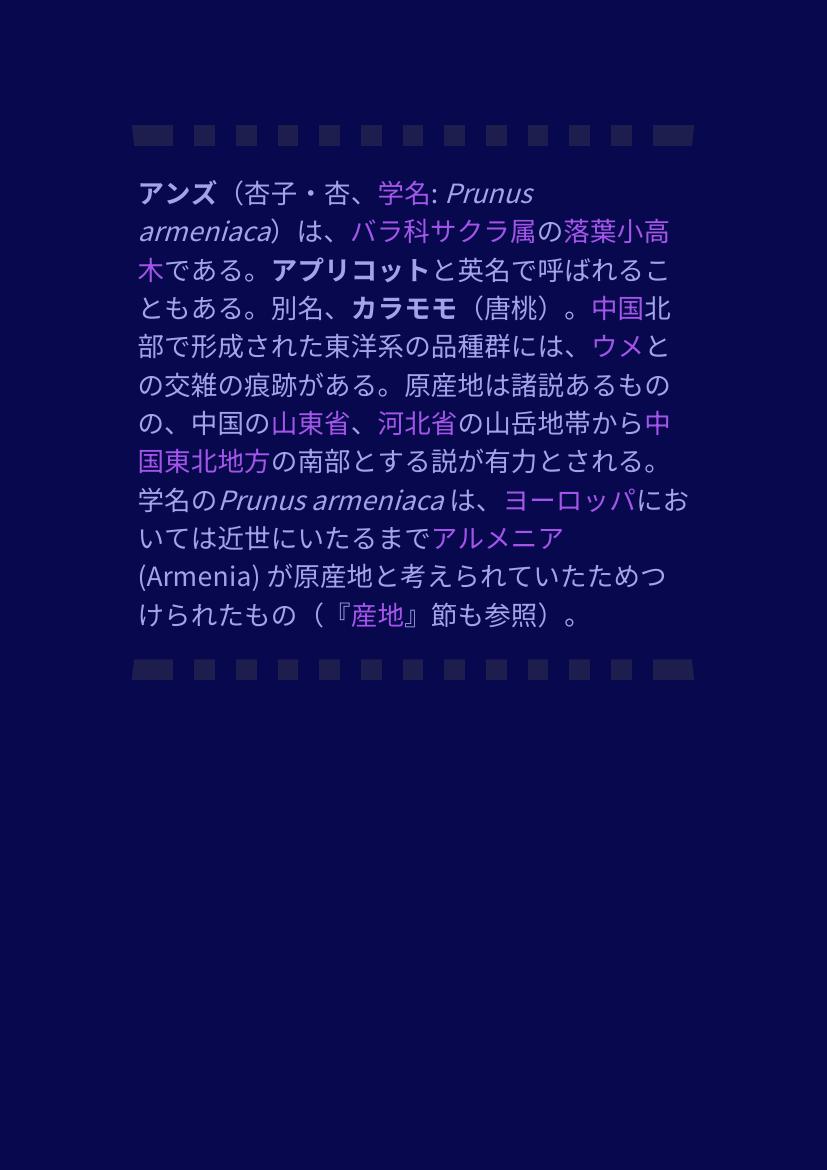 アンズ（杏子・杏、学名: Prunus
armeniaca）は、バラ科サクラ属の落葉小高
木である。アプリコットと英名で呼ばれるこ
ともある。別名、カラモモ（唐桃）。中国北
部で形成された東洋系の品種群には、ウメと
の交雑の痕跡がある。原産地は諸説あるもの
の、中国の山東省、河北省の山岳地帯から中
国東北地方の南部とする説が有力とされる。
学名のPrunus armeniaca は、ヨーロッパにお
いては近世にいたるまでアルメニア
(Armenia) が原産地と考えられていたためつ
けられたもの（『産地』節も参照）。